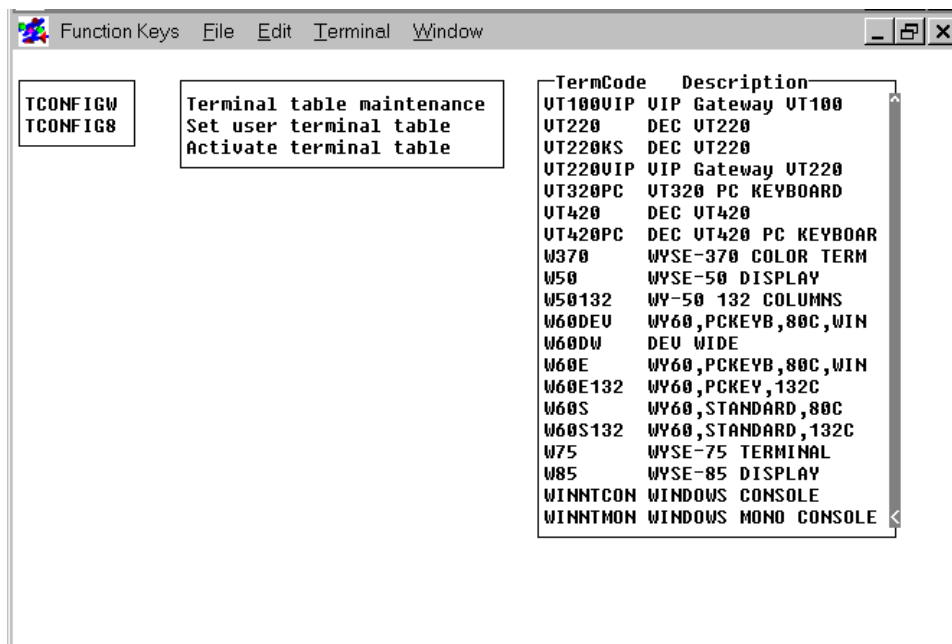 Function Keys File Edit Terminal Window
TCONFIGW
TCONFIG8
Terminal table maintenance
Set user terminal table
Activate terminal table
TermCode Description
VT100VIP VIP Gateway VT100
VT220 DEC VT220
VT220KS DEC VT220
VT220VIP VIP Gateway VT220
VT320PC VT320 PC KEYBOARD
VT420 DEC VT420
VT420PC DEC VT420 PC KEYBOAR
W370 WYSE-370 COLOR TERM
W50 WYSE-50 DISPLAY
W50132 WY-50 132 COLUMNS
W60DEV WY60,PCKEYB,80C,WIN
W60DW DEV WIDE
W60E WY60,PCKEYB,80C,WIN
W60E132 WY60,PCKEY,132C
W60S WY60,STANDARD,80C
W60S132 WY60,STANDARD,132C
W75 WYSE-75 TERMINAL
W85 WYSE-85 DISPLAY
WINNTCON WINDOWS CONSOLE
WINNTMON WINDOWS MONO CONSOLE